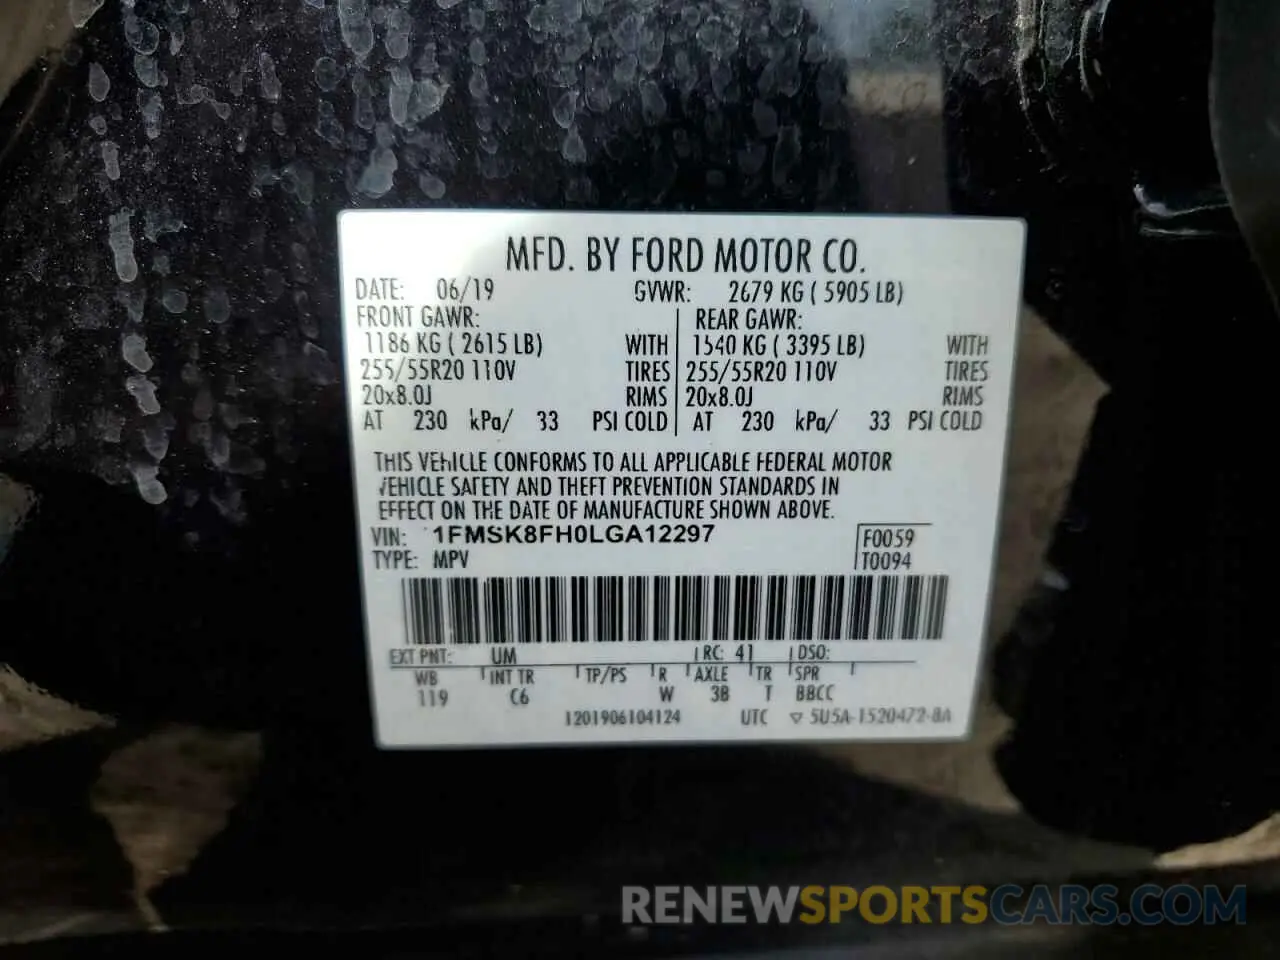 MFD. BY FORD MOTOR CO.
DATE: 06/19 GVWR: 2679 KG ( 5905 LB)
FRONT GAWR: REAR GAWR:
1186 KG ( 2615 LB) WITH 1540 KG ( 3395 LB) WITH
255/55R20 110V TIRES 255/55R20 110V TIRES
20x8.0J RIMS 20x8.0J RIMS
AT 230 kPa/ 33 PSI COLD AT 230 kPa/ 33 PSI COLD
THIS VEHICLE CONFORMS TO ALL APPLICABLE FEDERAL MOTOR
VEHICLE SAFETY AND THEFT PREVENTION STANDARDS IN
EFFECT ON THE DATE OF MANUFACTURE SHOWN ABOVE.
VIN: 1FMSK8FH0LGA12297 F0059
TYPE: MPV T0094
EXT PNT: UM RC: 41 DSO:
WB INT TR TP/PS R AXLE TR SPR
119 C6 W 3B T BBCC
1201906104124 UTC ▽ 5U5A-1520472-BA
RENEWSPORTSCARS.COM